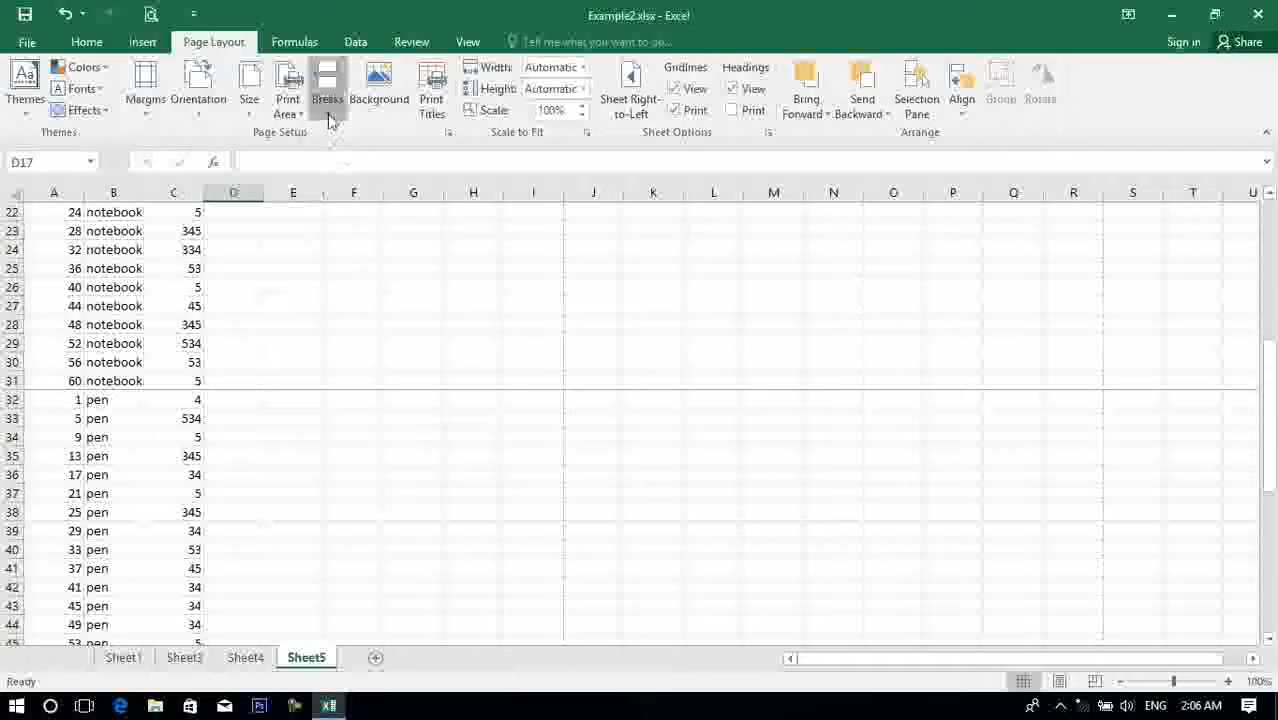 Example2.xlsx - Excel
File Home Insert Page Layout Formulas Data Review View Tell me what you want to do... Sign in Share
Themes Colors Fonts Effects
Themes
Margins Orientation Size Print Area Breaks Background Print Titles
Page Setup
Width: Automatic
Height: Automatic
Scale: 100%
Scale to Fit
Sheet Right-to-Left
Gridlines Headings
View View
Print Print
Sheet Options
Bring Forward Send Backward Selection Pane Align Group Rotate
Arrange
D17 fx
A B C D E F G H I J K L M N O P Q R S T U
22 24 notebook 5
23 28 notebook 345
24 32 notebook 334
25 36 notebook 53
26 40 notebook 5
27 44 notebook 45
28 48 notebook 345
29 52 notebook 534
30 56 notebook 53
31 60 notebook 5
32 1 pen 4
33 5 pen 534
34 9 pen 5
35 13 pen 345
36 17 pen 34
37 21 pen 5
38 25 pen 345
39 29 pen 34
40 33 pen 53
41 37 pen 45
42 41 pen 34
43 45 pen 34
44 49 pen 34
45 53 pen 5
Sheet1 Sheet3 Sheet4 Sheet5
Ready 100%
ENG 2:06 AM